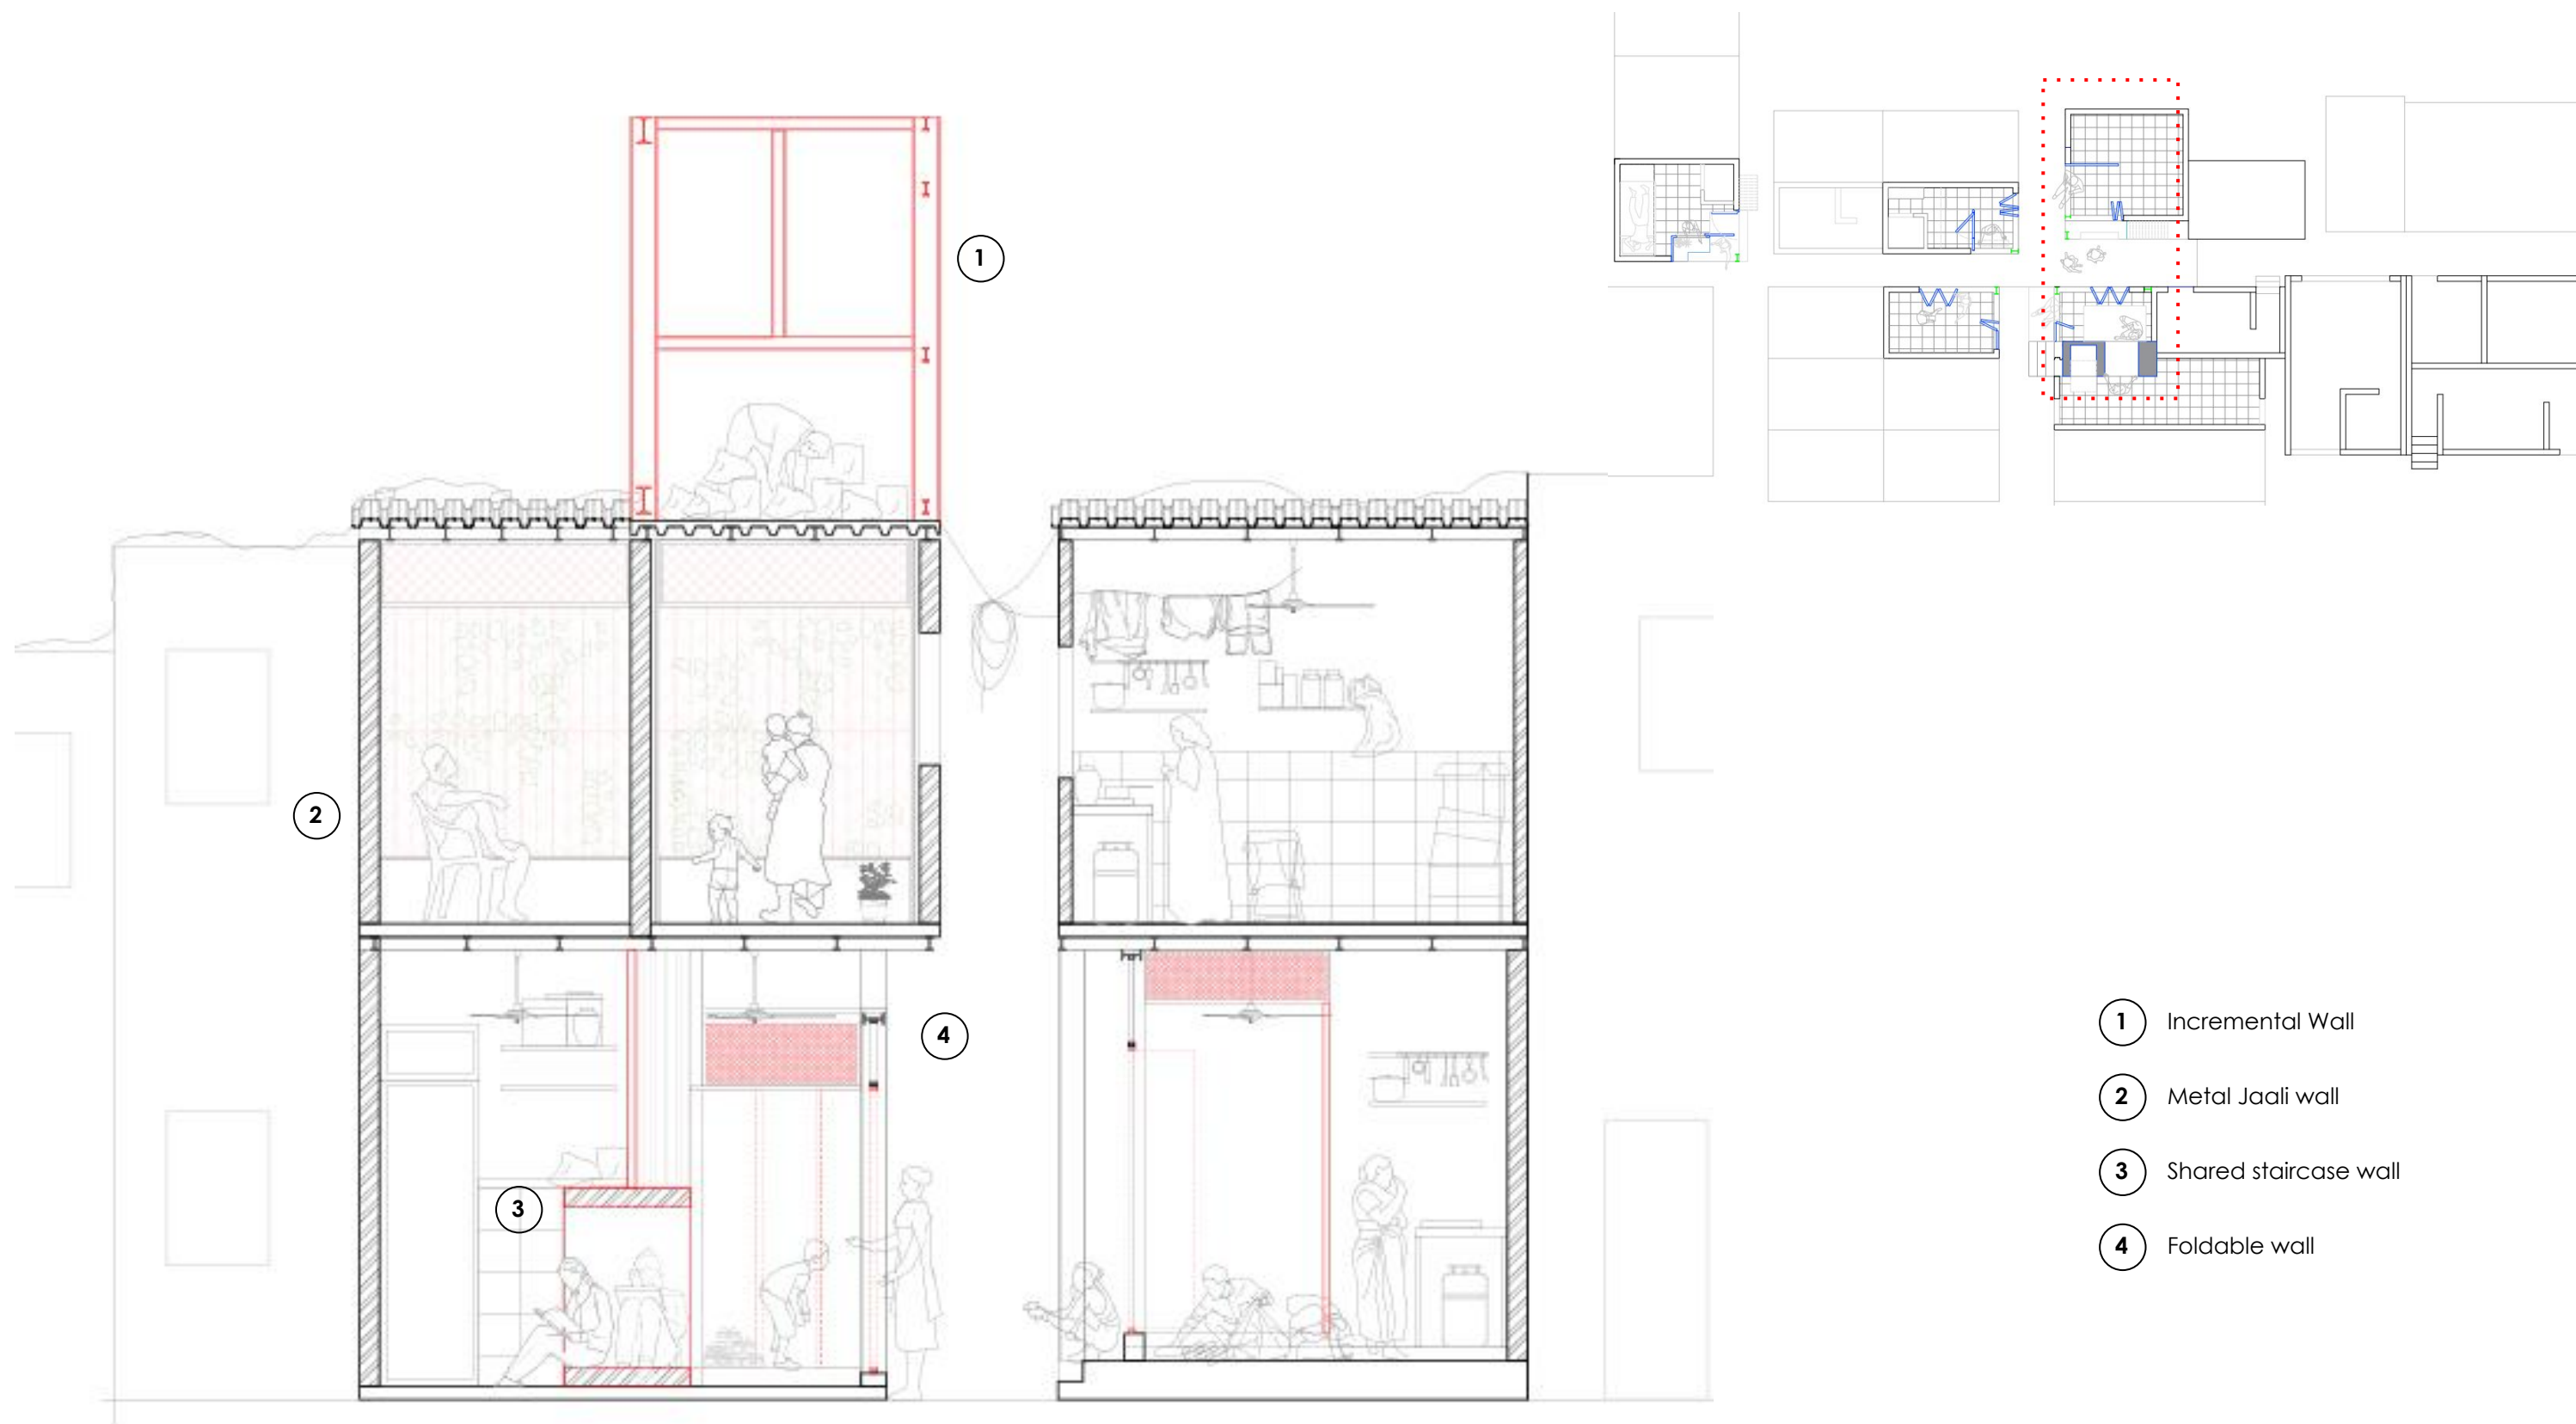 1
2
4
3
1 Incremental Wall
2 Metal Jaali wall
3 Shared staircase wall
4 Foldable wall